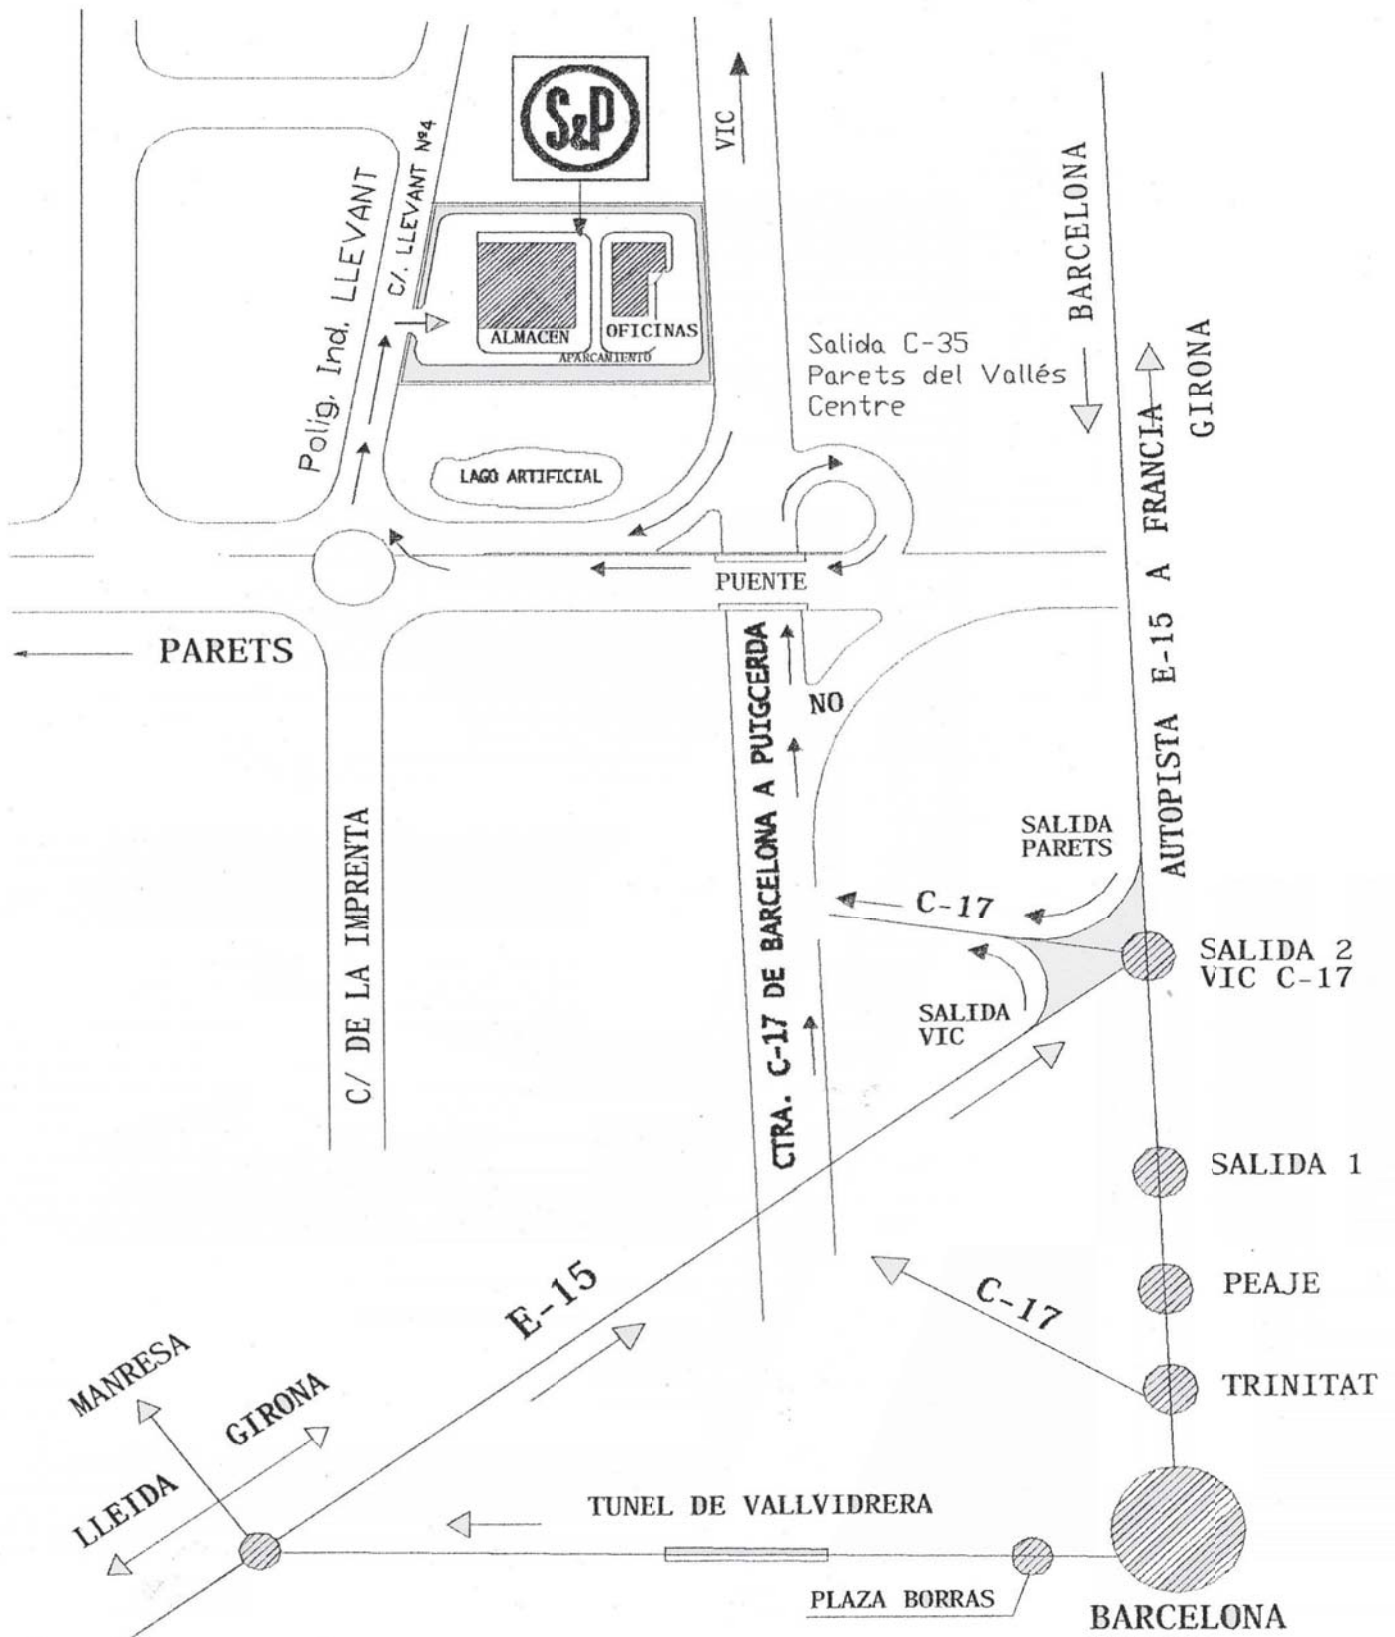 S&P
VIC
C/. LLEVANT Nº4
Polig. Ind. LLEVANT
ALMACEN
OFICINAS
APARCAMIENTO
BARCELONA
GIRONA
Salida C-35
Parets del Vallés
Centre
LAGO ARTIFICIAL
PUENTE
PARETS
NO
AUTOPISTA E-15 A FRANCIA
CTRA. C-17 DE BARCELONA A PUIGCERDA
C/ DE LA IMPRENTA
SALIDA
PARETS
C-17
SALIDA 2
VIC C-17
SALIDA
VIC
SALIDA 1
E-15
C-17
PEAJE
TRINITAT
MANRESA
GIRONA
LLEIDA
TUNEL DE VALLVIDRERA
PLAZA BORRAS
BARCELONA